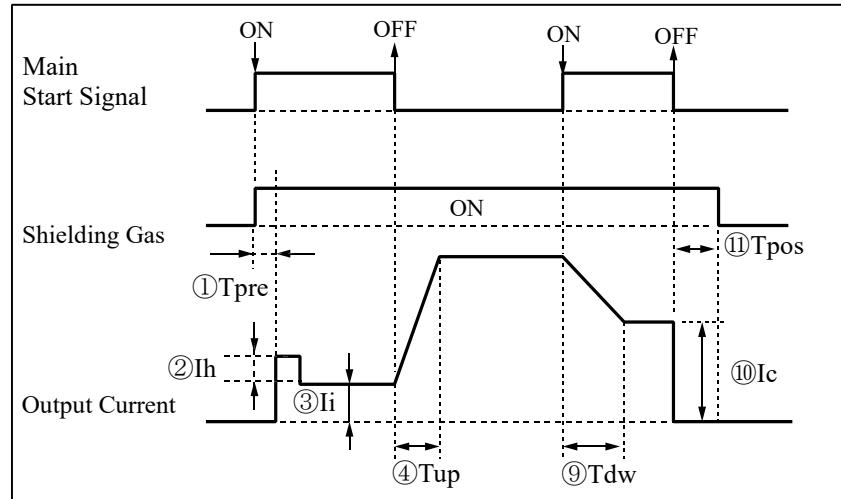 ON
OFF
ON
OFF
Main
Start Signal
ON
Shielding Gas
①Tpre
⑪Tpos
②Ih
③Ii
⑩Ic
Output Current
④Tup
⑨Tdw